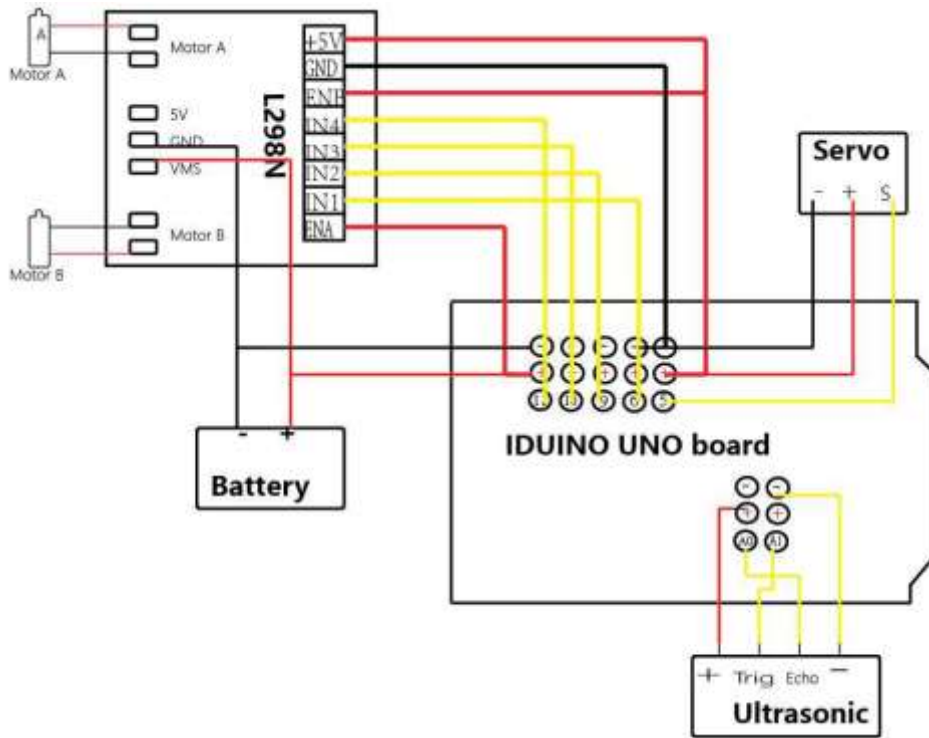 A
Motor A
Motor A
5V
GND
VMS
Motor B
Motor B
L298N
+5V
GND
ENB
IN4
IN3
IN2
IN1
ENA
Servo
- + S
- - - - -
+ + + + +
12 11 9 6 5
IDUINO UNO board
- +
Battery
- -
+ +
A0 A1
+ Trig Echo -
Ultrasonic